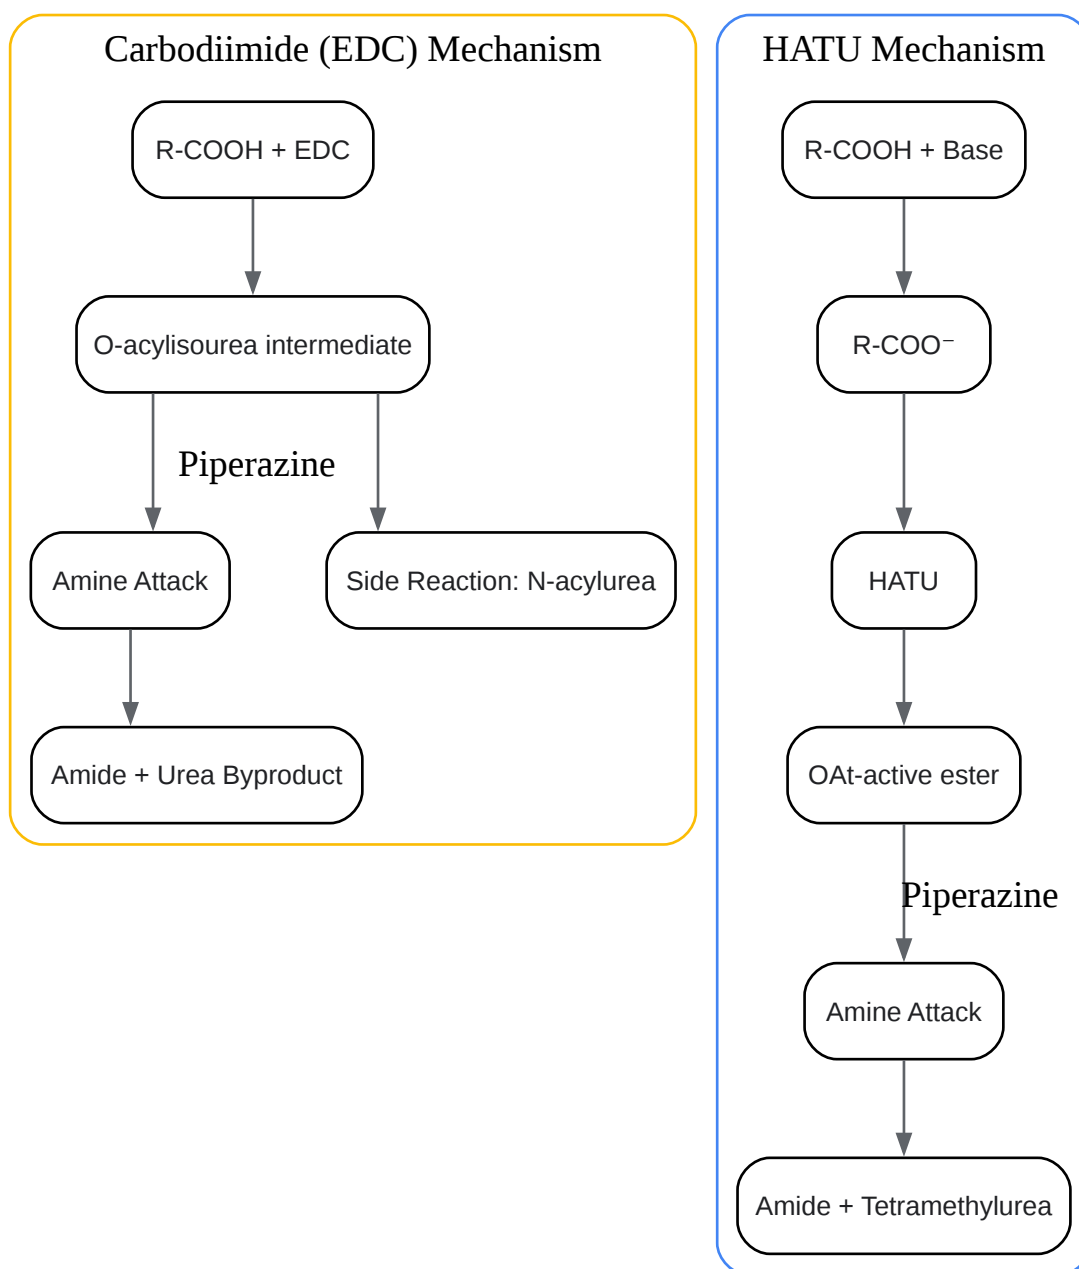 Carbodiimide (EDC) Mechanism
R-COOH + EDC
O-acylisourea intermediate
Piperazine
Amine Attack
Side Reaction: N-acylurea
Amide + Urea Byproduct
HATU Mechanism
R-COOH + Base
R-COO⁻
HATU
OAt-active ester
Piperazine
Amine Attack
Amide + Tetramethylurea